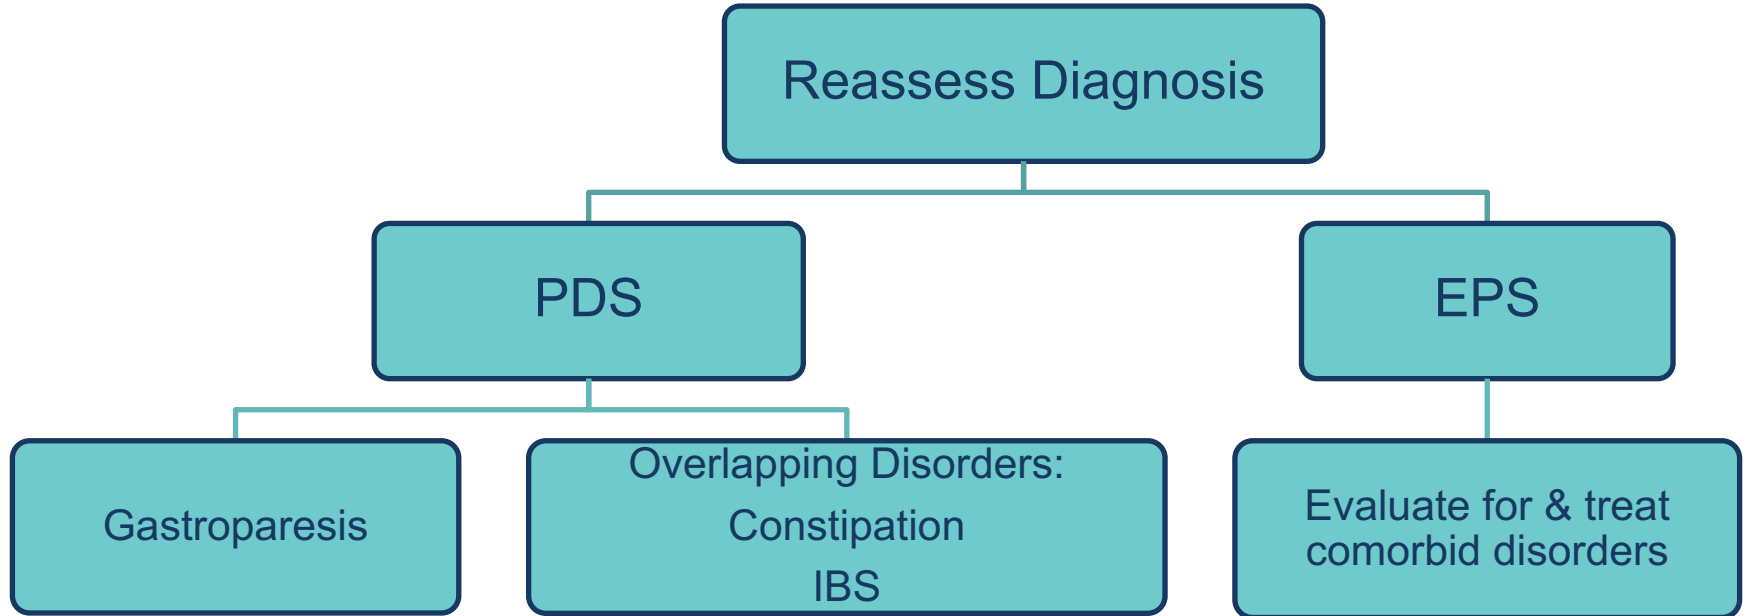 Reassess Diagnosis
PDS
EPS
Gastroparesis
Overlapping Disorders:
Constipation
IBS
Evaluate for & treat
comorbid disorders